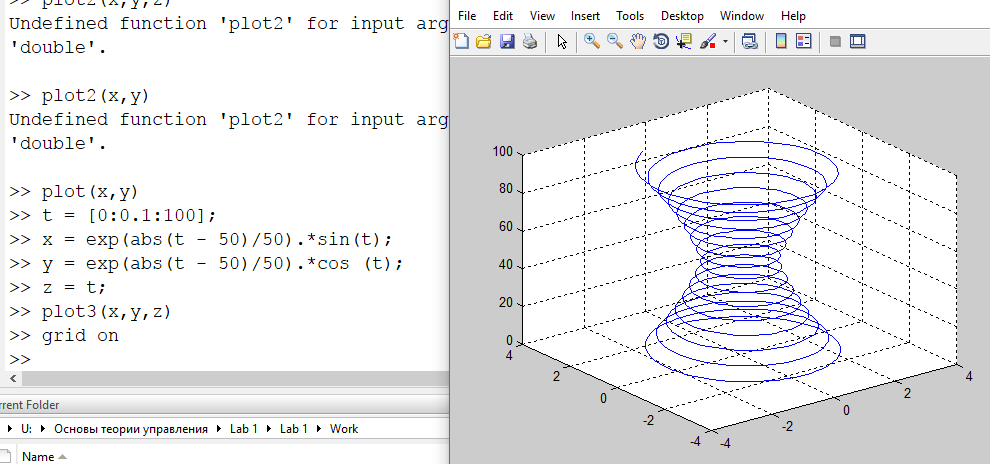 >> plot2(x,y,z)
Undefined function 'plot2' for input arg
'double'.
>> plot2(x,y)
Undefined function 'plot2' for input arg
'double'.
>> plot(x,y)
>> t = [0:0.1:100];
>> x = exp(abs(t - 50)/50).*sin(t);
>> y = exp(abs(t - 50)/50).*cos (t);
>> z = t;
>> plot3(x,y,z)
>> grid on
>>
rrent Folder
U: Основы теории управления Lab 1 Lab 1 Work
Name
File Edit View Insert Tools Desktop Window Help
100
80
60
40
20
0
4
2
0
-2
-4
-4
-2
0
2
4